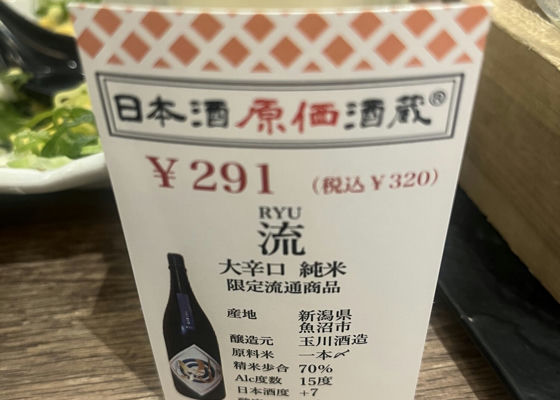 日本酒原価酒蔵®
￥291 (税込￥320)
RYU
流
大辛口 純米
限定流通商品
産地 新潟県
魚沼市
醸造元 玉川酒造
原料米 一本〆
精米歩合 70%
Alc度数 15度
日本酒度 +7